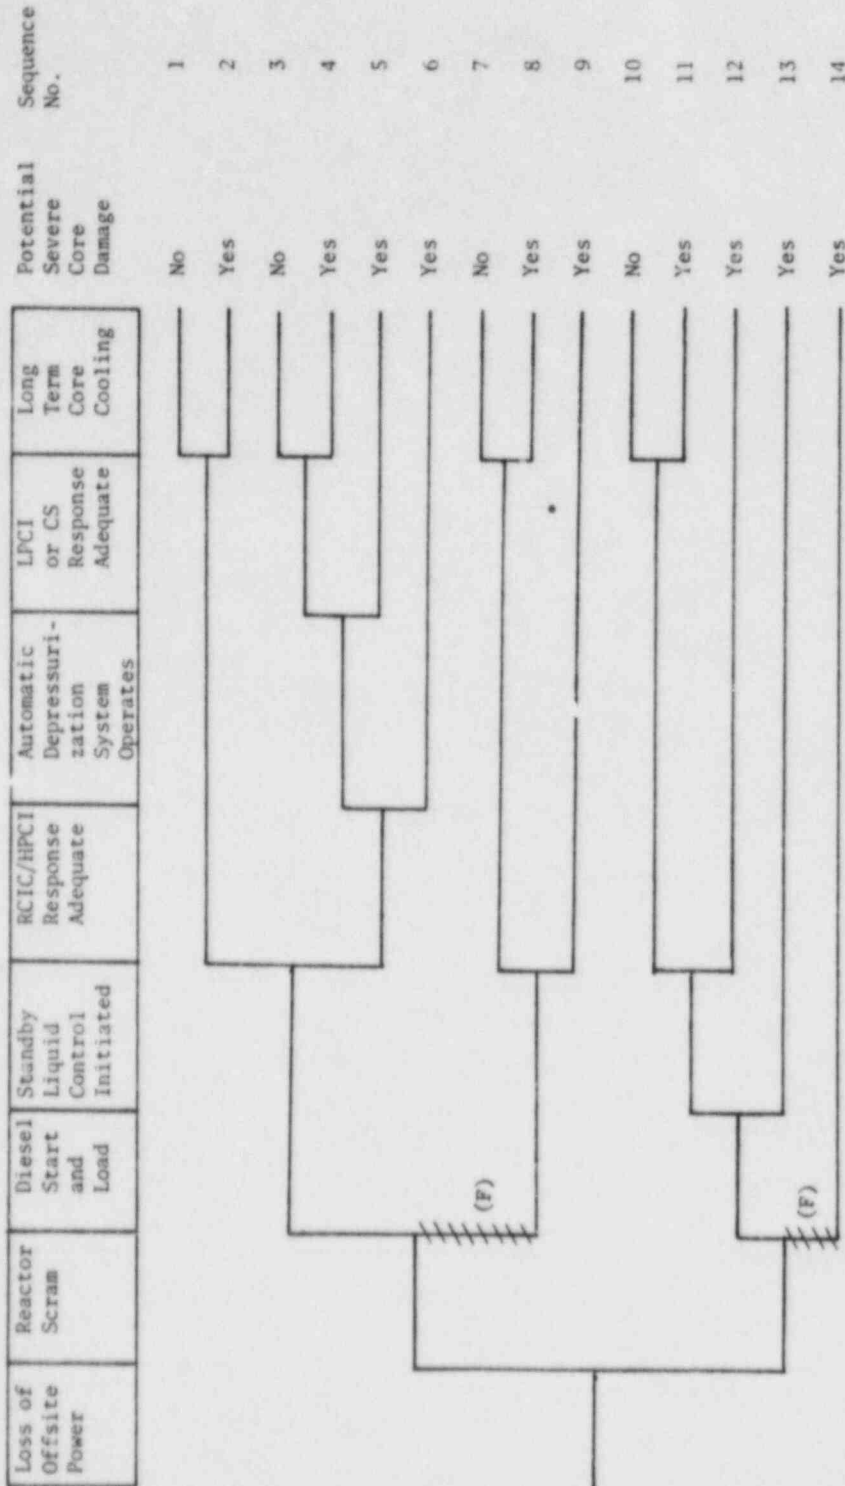 Loss of
Offsite
Power
Reactor
Scram
Diesel
Start
and
Load
Standby
Liquid
Control
Initiated
RCIC/HPCI
Response
Adequate
Automatic
Depressuri-
zation
System
Operates
LPCI
or CS
Response
Adequate
Long
Term
Core
Cooling
Potential
Severe
Core
Damage
Sequence
No.
No 1
Yes 2
No 3
Yes 4
Yes 5
Yes 6
No 7
Yes 8
Yes 9
No 10
Yes 11
Yes 12
Yes 13
Yes 14
(F)
(F)